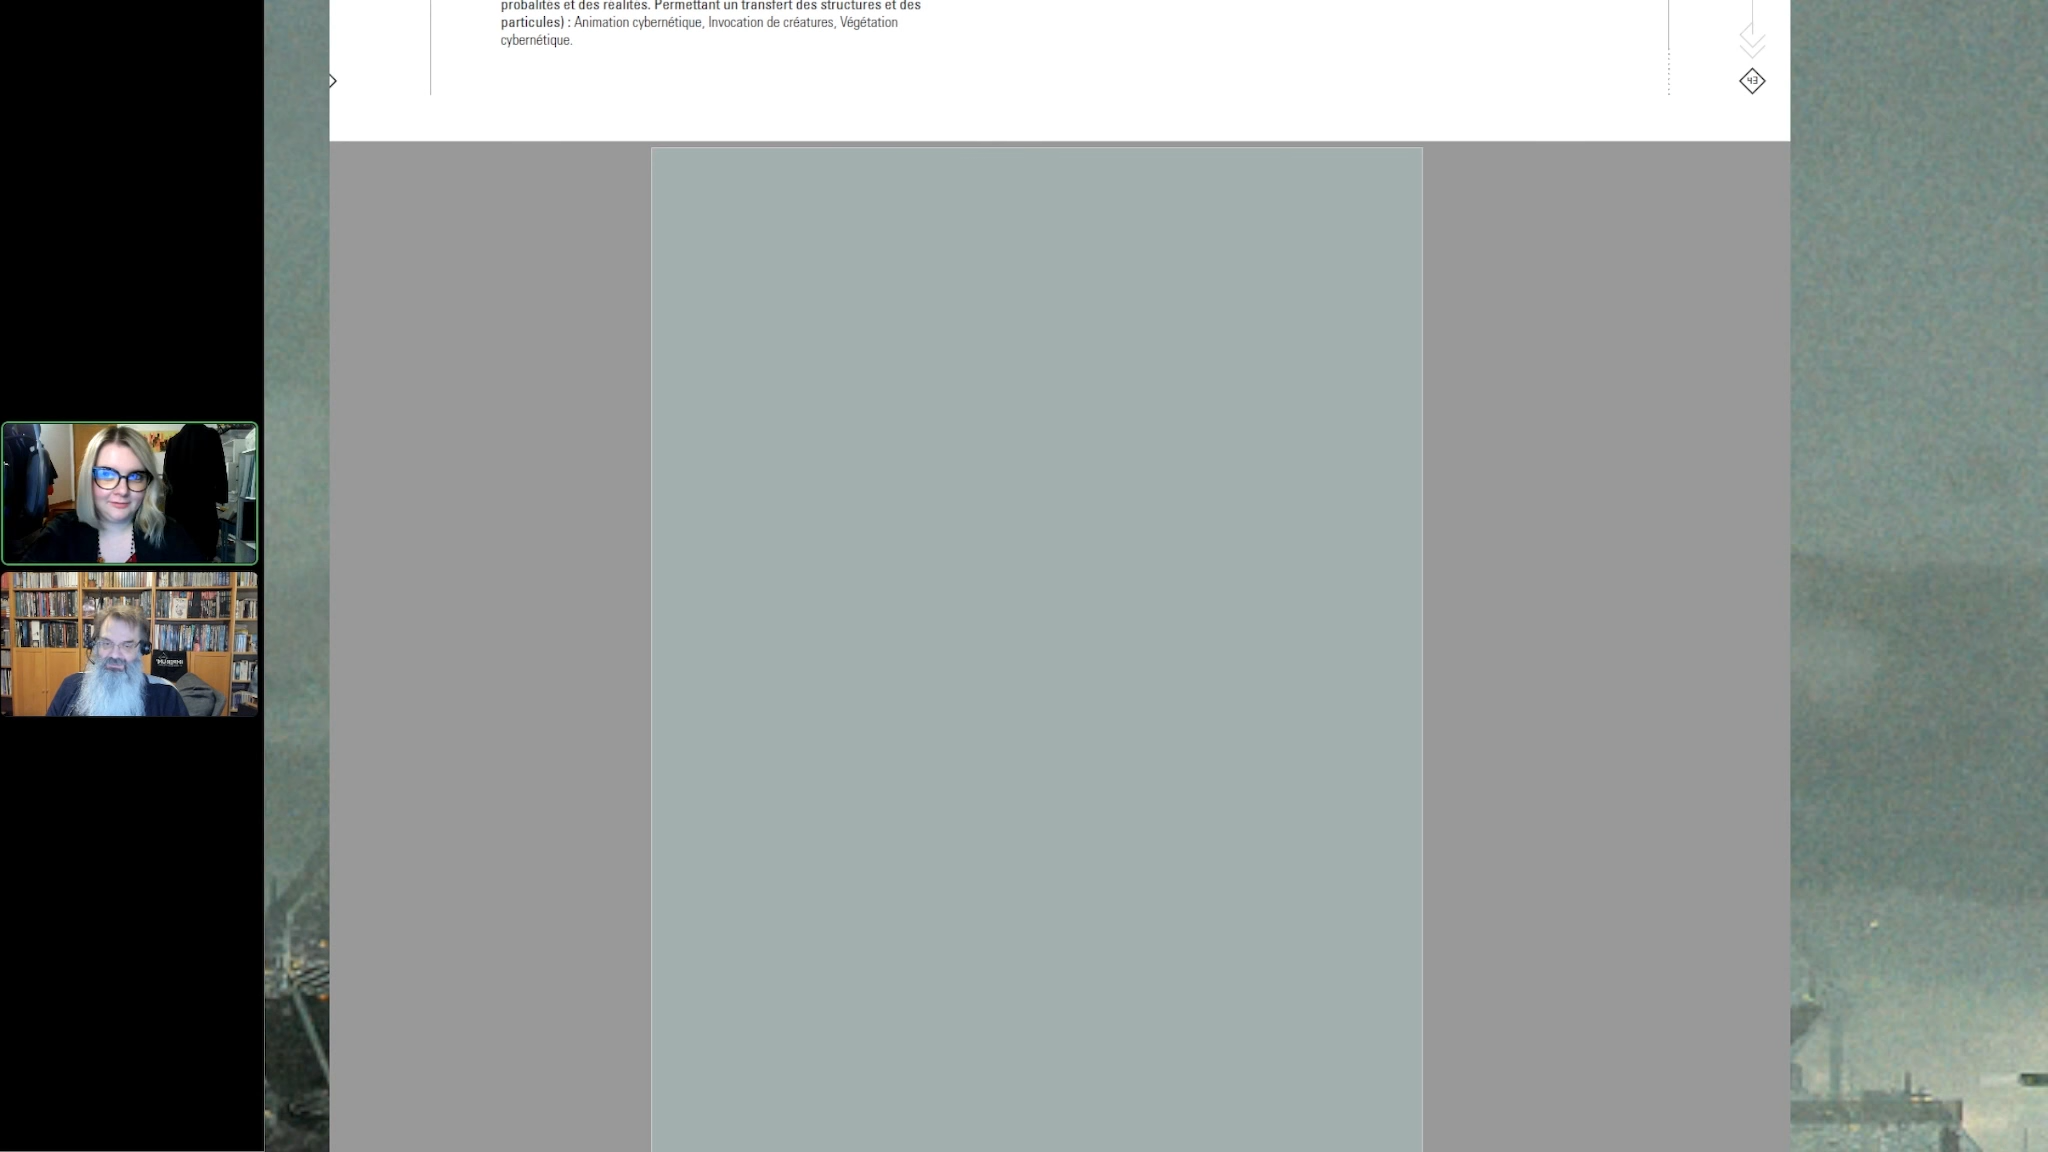 probalités et des réalités. Permettant un transfert des structures et des
particules) : Animation cybernétique, Invocation de créatures, Végétation
cybernétique.
43